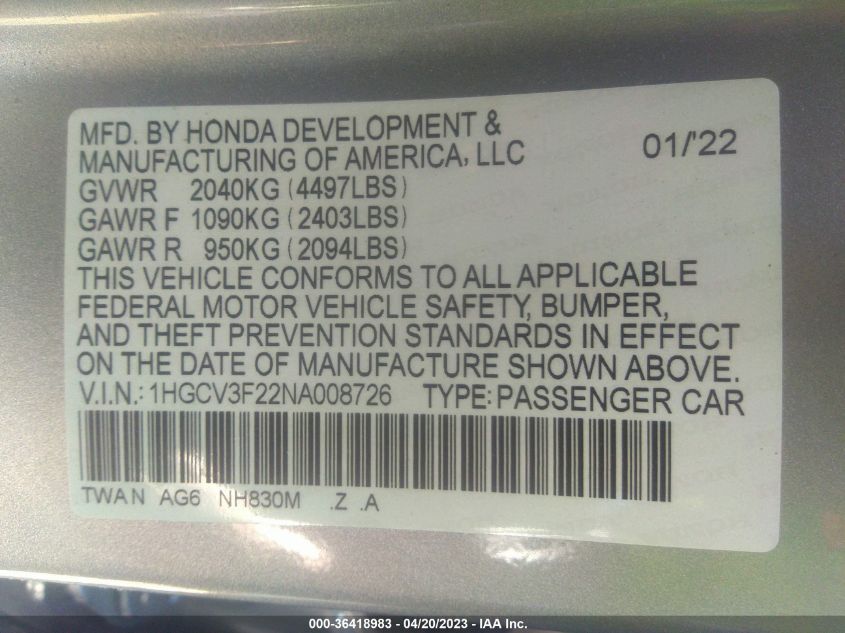 MFD. BY HONDA DEVELOPMENT &
MANUFACTURING OF AMERICA, LLC 01/'22
GVWR 2040KG (4497LBS)
GAWR F 1090KG (2403LBS)
GAWR R 950KG (2094LBS)
THIS VEHICLE CONFORMS TO ALL APPLICABLE
FEDERAL MOTOR VEHICLE SAFETY, BUMPER,
AND THEFT PREVENTION STANDARDS IN EFFECT
ON THE DATE OF MANUFACTURE SHOWN ABOVE.
V.I.N.: 1HGCV3F22NA008726 TYPE: PASSENGER CAR
TWAN AG6 NH830M .Z .A
000-36418983 - 04/20/2023 - IAA Inc.